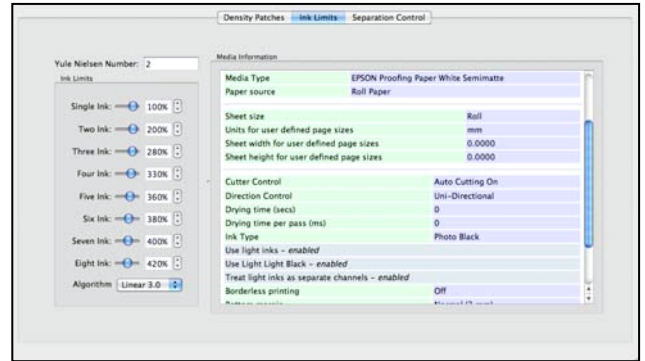 Density Patches Ink Limits Separation Control
Yule Nielsen Number: 2
Ink Limits
Single Ink: 100%
Two Ink: 200%
Three Ink: 280%
Four Ink: 330%
Five Ink: 360%
Six Ink: 380%
Seven Ink: 400%
Eight Ink: 420%
Algorithm Linear 3.0
Media Information
Media Type EPSON Proofing Paper White Semimatte
Paper source Roll Paper
Sheet size Roll
Units for user defined page sizes mm
Sheet width for user defined page sizes 0.0000
Sheet height for user defined page sizes 0.0000
Cutter Control Auto Cutting On
Direction Control Uni-Directional
Drying time (secs) 0
Drying time per pass (ms) 0
Ink Type Photo Black
Use light inks - enabled
Use Light Light Black - enabled
Treat light inks as separate channels - enabled
Borderless printing Off